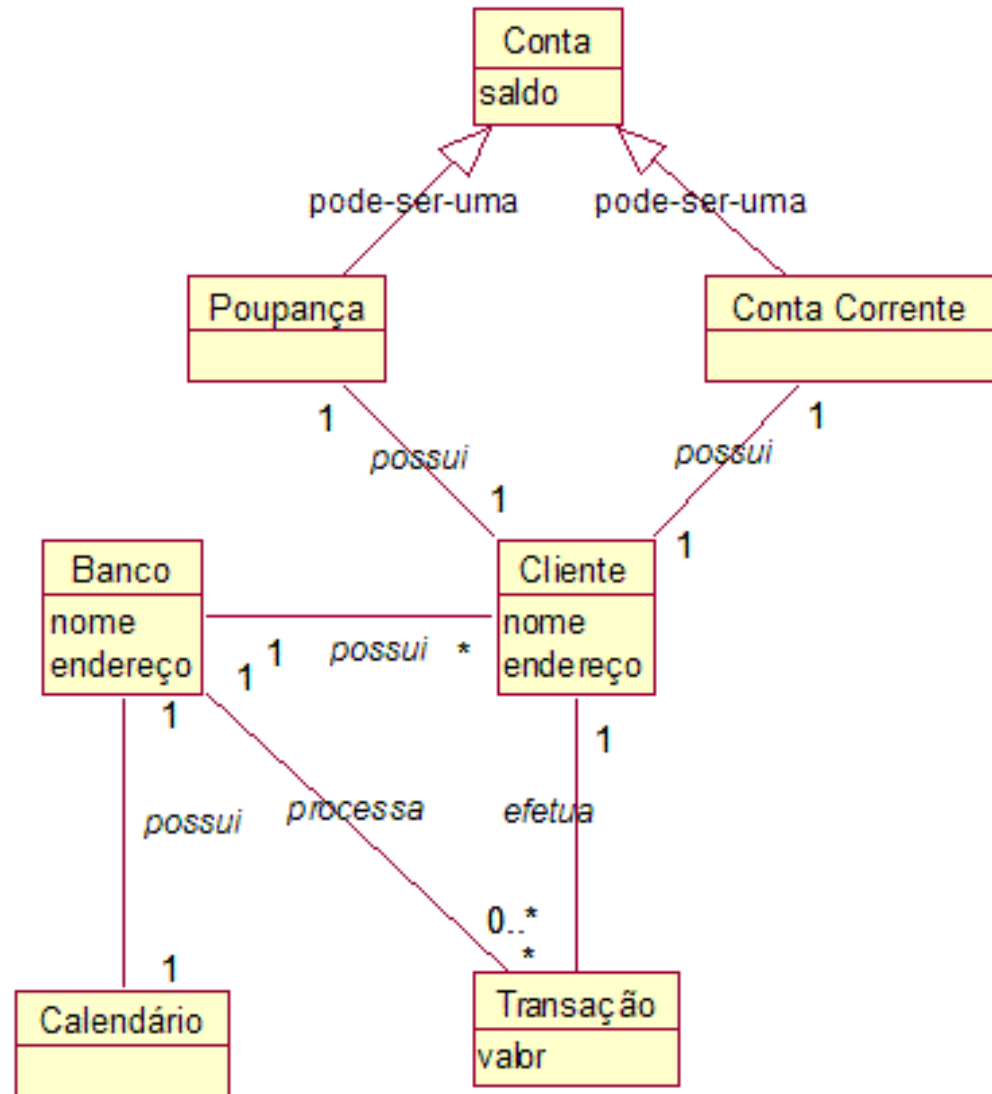 Conta
saldo
pode-ser-uma
pode-ser-uma
Poupança
Conta Corrente
1
1
possui
possui
1
1
Banco
nome
endereço
Cliente
nome
endereço
1
possui
*
1
1
1
possui
processa
efetua
0..*
*
1
Calendário
Transação
valor